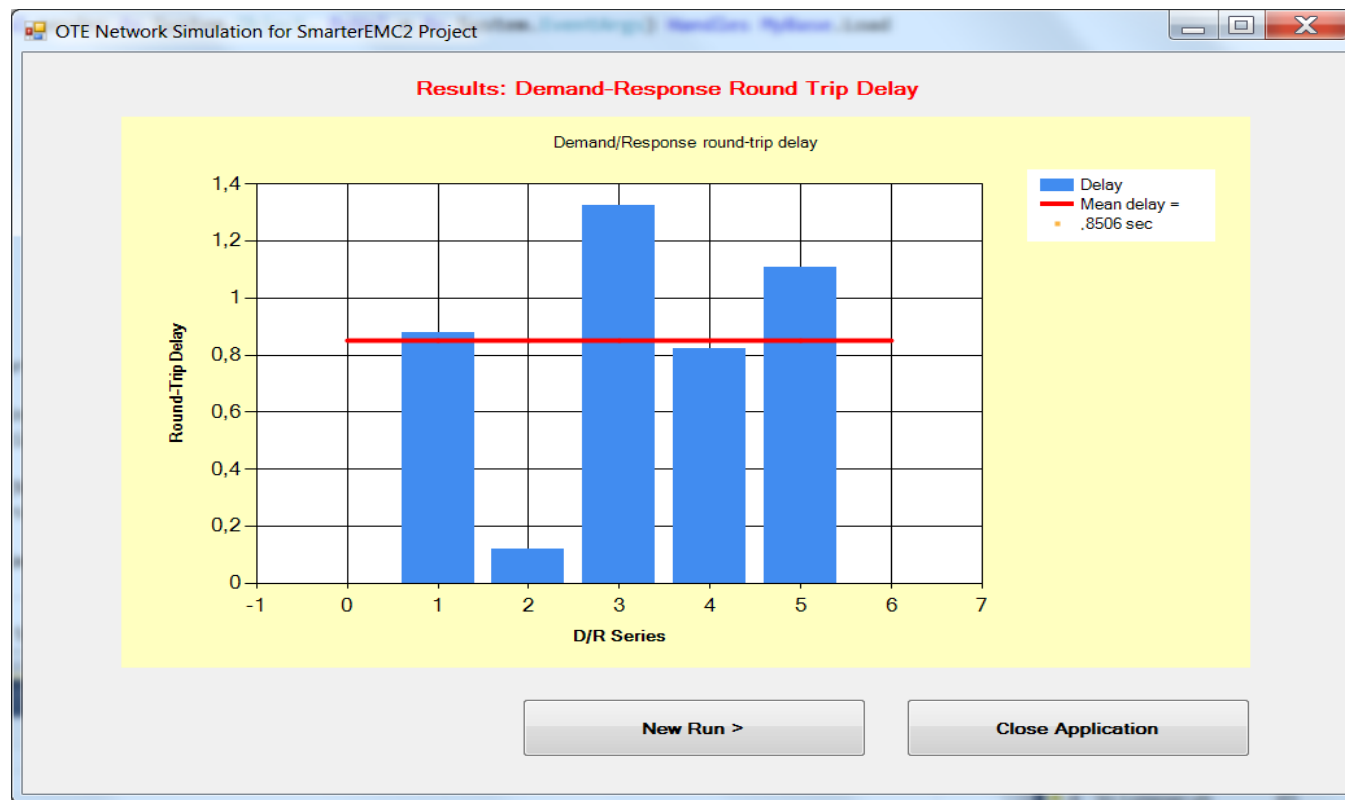 OTE Network Simulation for SmarterEMC2 Project
Results: Demand-Response Round Trip Delay
Demand/Response round-trip delay
Delay
Mean delay =
.8506 sec
Round-Trip Delay
1,4
1,2
1
0,8
0,6
0,4
0,2
0
-1 0 1 2 3 4 5 6 7
D/R Series
New Run >
Close Application